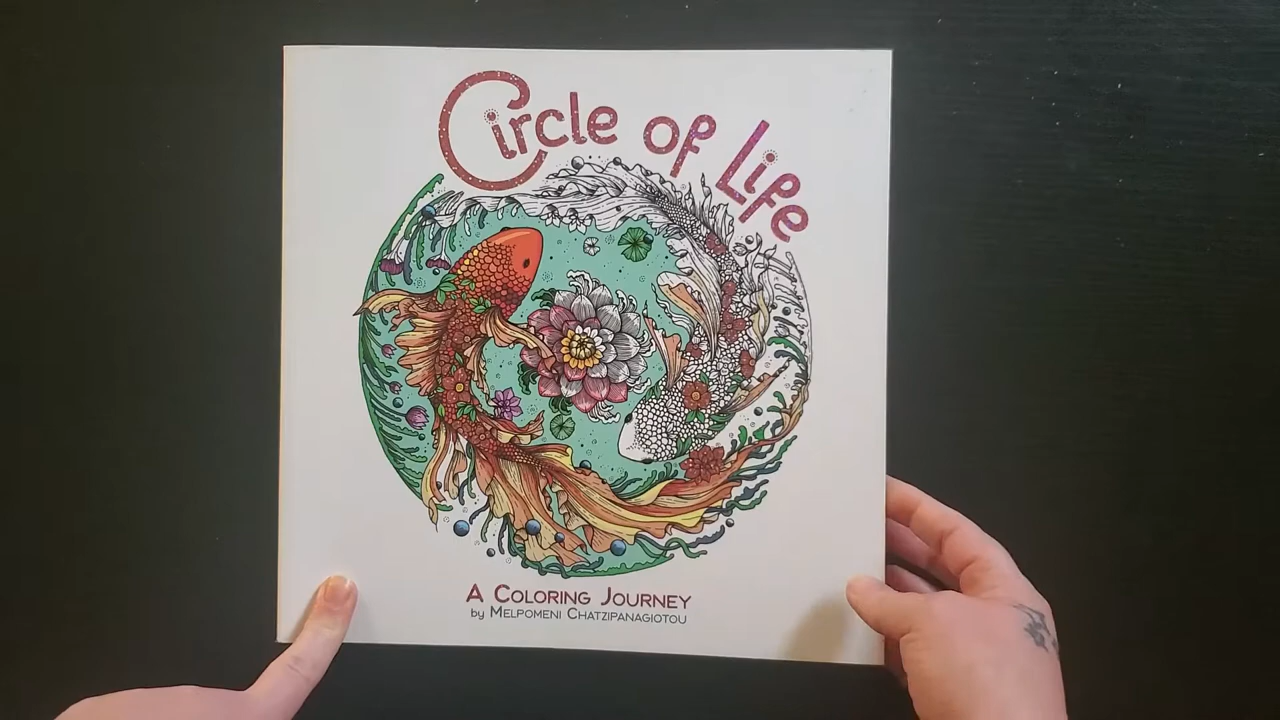 Circle of Life
A COLORING JOURNEY
by MELPOMENI CHATZIPANAGIOTOU